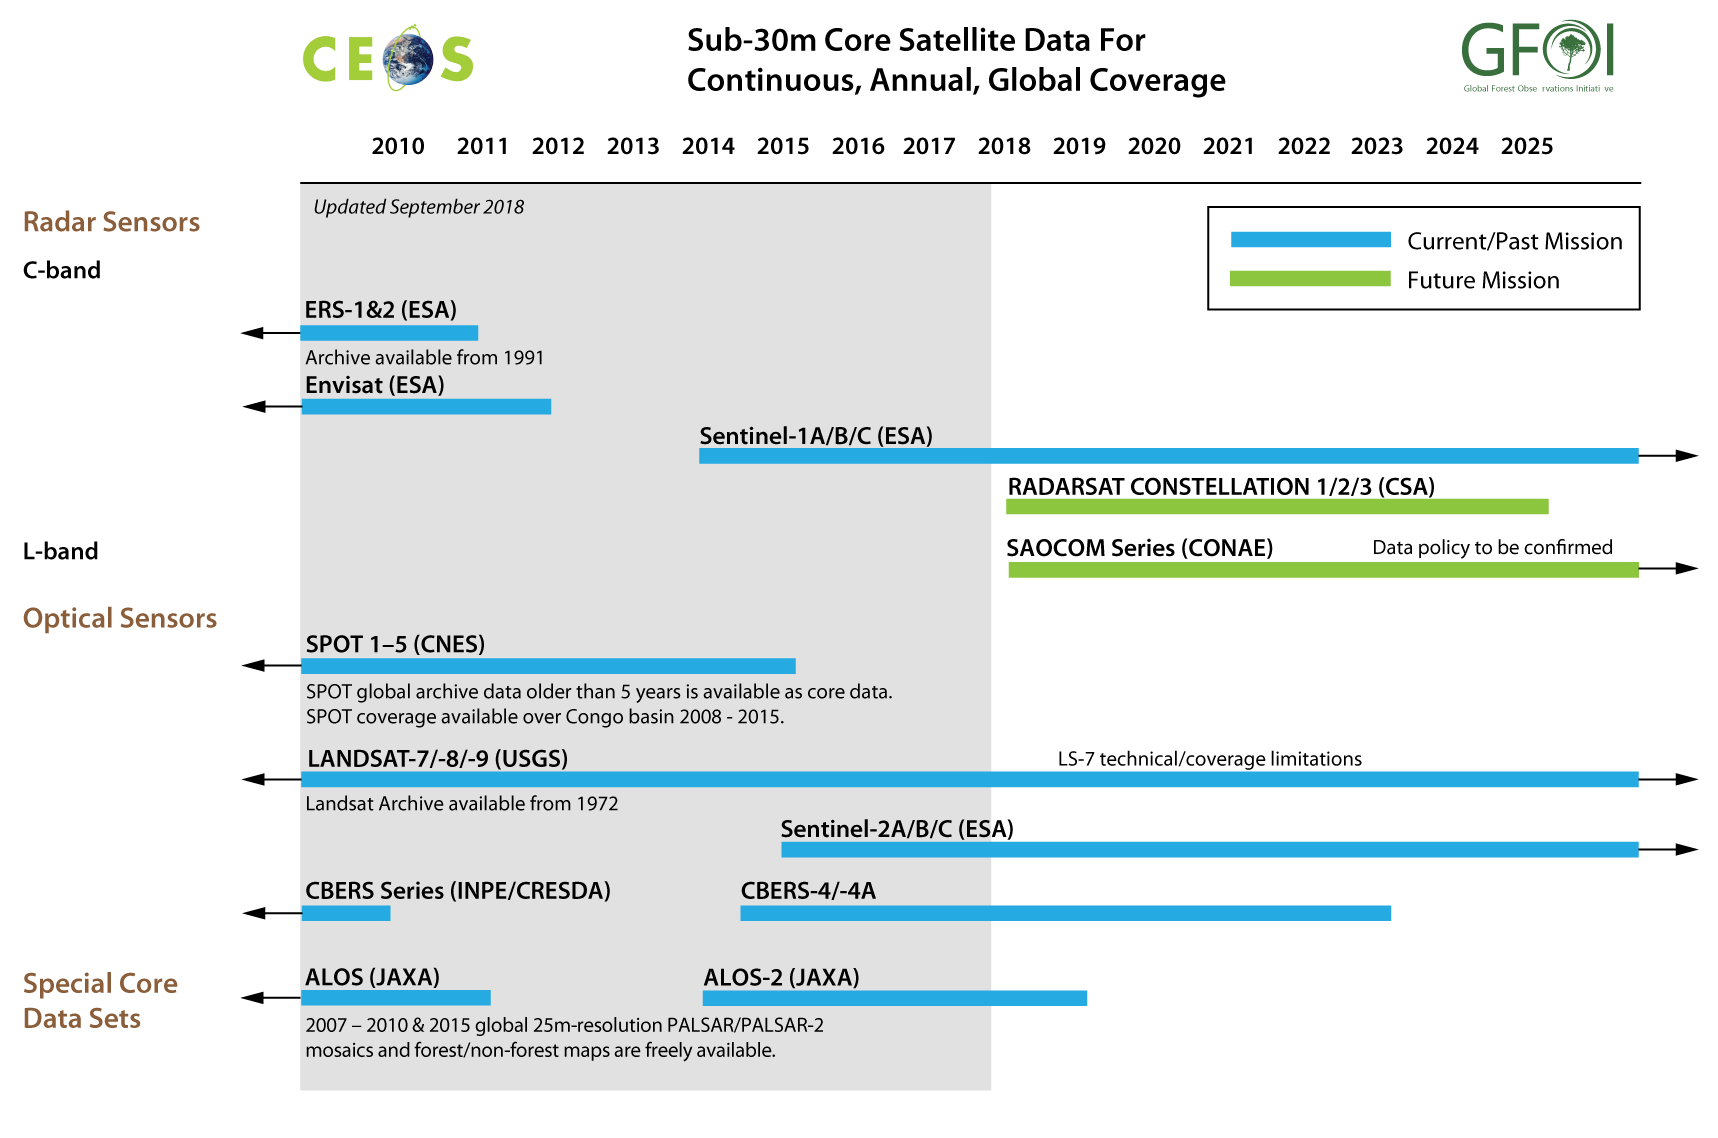 CEOS
Sub-30m Core Satellite Data For
Continuous, Annual, Global Coverage
GFOI
Global Forest Obse rvations Initiati ve
2010 2011 2012 2013 2014 2015 2016 2017 2018 2019 2020 2021 2022 2023 2024 2025
Updated September 2018
Current/Past Mission
Future Mission
Radar Sensors
C-band
ERS-1&2 (ESA)
Archive available from 1991
Envisat (ESA)
Sentinel-1A/B/C (ESA)
RADARSAT CONSTELLATION 1/2/3 (CSA)
L-band
SAOCOM Series (CONAE) Data policy to be confirmed
Optical Sensors
SPOT 1–5 (CNES)
SPOT global archive data older than 5 years is available as core data.
SPOT coverage available over Congo basin 2008 - 2015.
LANDSAT-7/-8/-9 (USGS) LS-7 technical/coverage limitations
Landsat Archive available from 1972
Sentinel-2A/B/C (ESA)
CBERS Series (INPE/CRESDA) CBERS-4/-4A
Special Core
Data Sets
ALOS (JAXA) ALOS-2 (JAXA)
2007 – 2010 & 2015 global 25m-resolution PALSAR/PALSAR-2
mosaics and forest/non-forest maps are freely available.